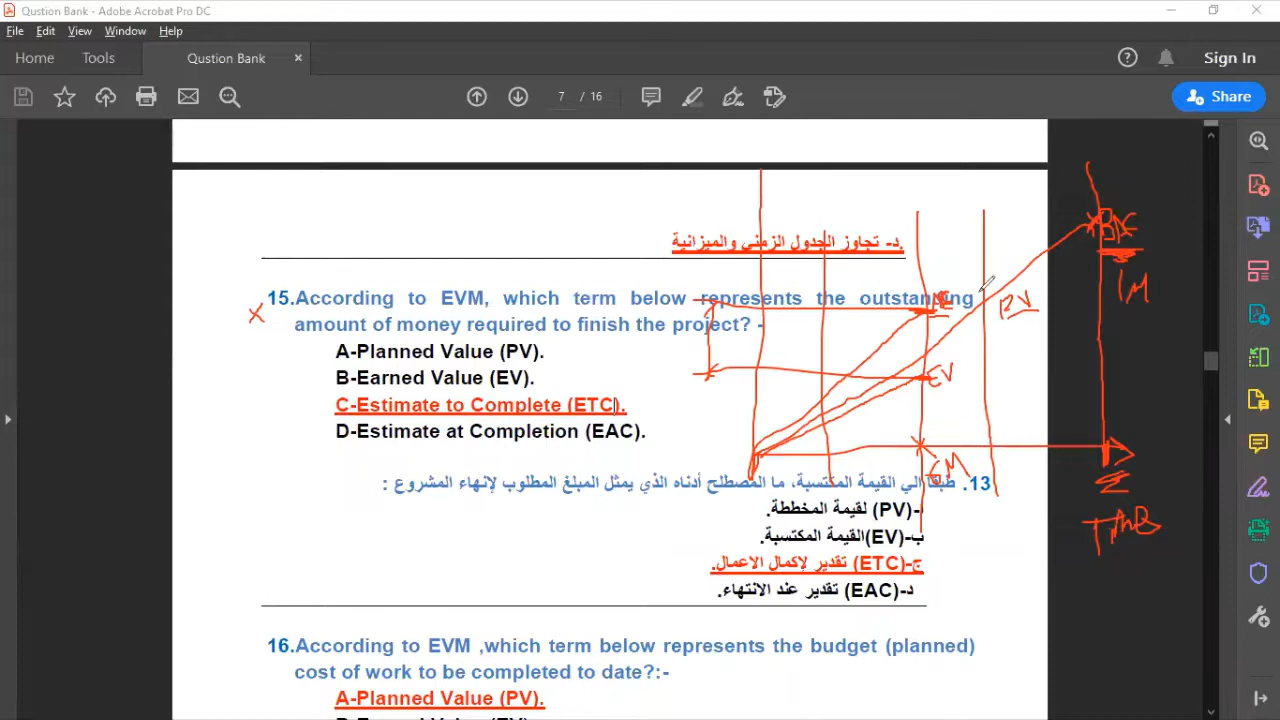 Qustion Bank - Adobe Acrobat Pro DC
File Edit View Window Help
Home Tools Qustion Bank × Sign In
7 / 16 Share
د- تجاوز الجدول الزمني والميزانية.
15.According to EVM, which term below represents the outstanding
amount of money required to finish the project? -
A-Planned Value (PV).
B-Earned Value (EV).
C-Estimate to Complete (ETC).
D-Estimate at Completion (EAC).
13. طبقا الي القيمة المكتسبة، ما المصطلح أدناه الذي يمثل المبلغ المطلوب لإنهاء المشروع :
(PV) لقيمة المخططة.
ب-(EV)القيمة المكتسبة.
ج-(ETC) تقدير لإكمال الاعمال.
د-(EAC) تقدير عند الانتهاء.
16.According to EVM ,which term below represents the budget (planned)
cost of work to be completed to date?:-
A-Planned Value (PV).
B-Earned Value (EV).
X
1M
PV
EV